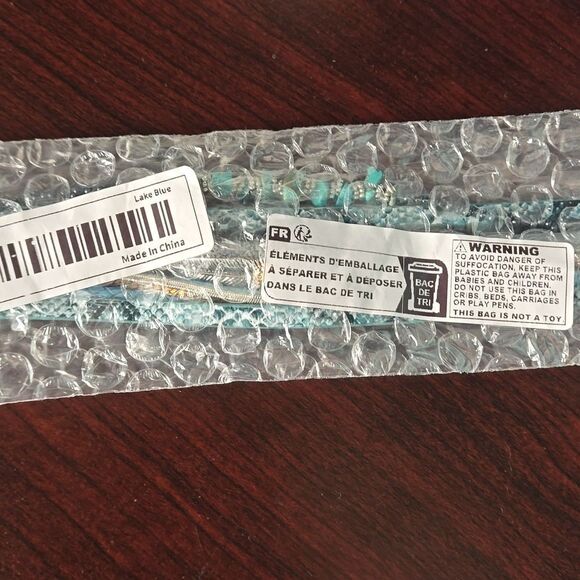 Lake Blue
Made In China
FR
ÉLÉMENTS D'EMBALLAGE
À SÉPARER ET À DÉPOSER
DANS LE BAC DE TRI
BAC
DE
TRI
WARNING
TO AVOID DANGER OF
SUFFOCATION, KEEP THIS
PLASTIC BAG AWAY FROM
BABIES AND CHILDREN.
DO NOT USE THIS BAG IN
CRIBS, BEDS, CARRIAGES
OR PLAY PENS.
THIS BAG IS NOT A TOY